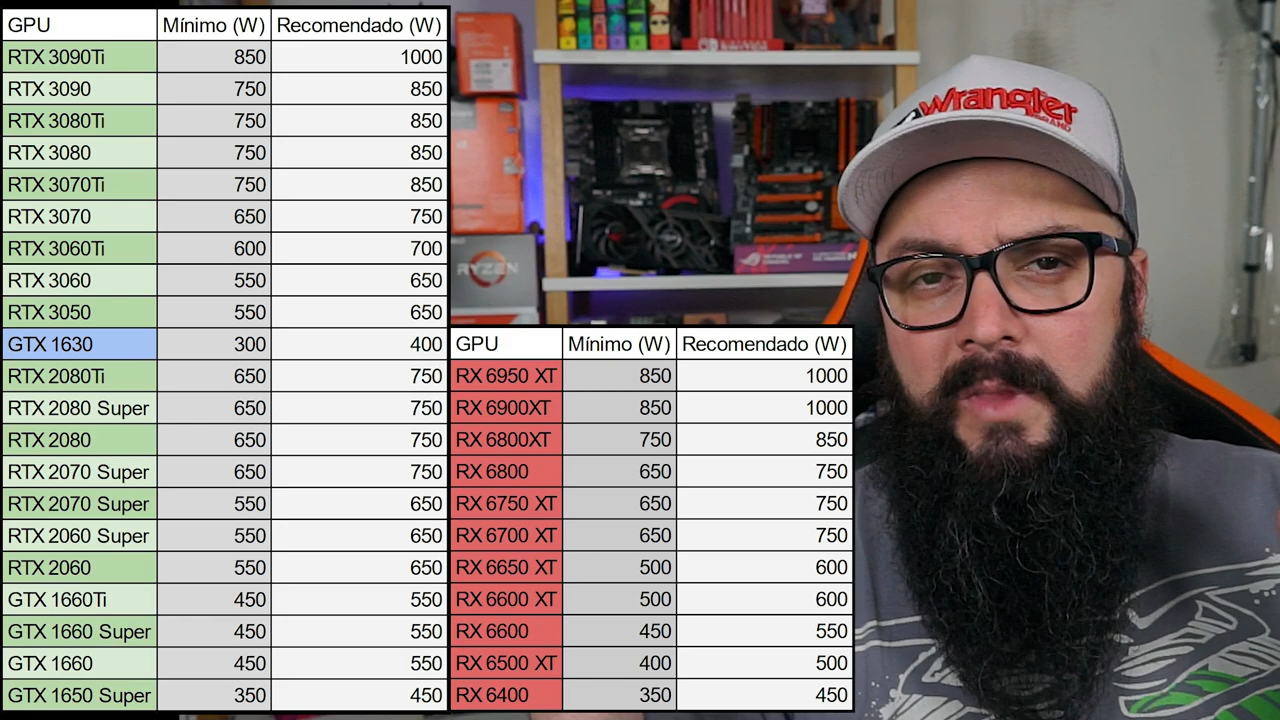 GPU Mínimo (W) Recomendado (W)
RTX 3090Ti 850 1000
RTX 3090 750 850
RTX 3080Ti 750 850
RTX 3080 750 850
RTX 3070Ti 750 850
RTX 3070 650 750
RTX 3060Ti 600 700
RTX 3060 550 650
RTX 3050 550 650
GTX 1630 300 400
RTX 2080Ti 650 750
RTX 2080 Super 650 750
RTX 2080 650 750
RTX 2070 Super 650 750
RTX 2070 Super 550 650
RTX 2060 Super 550 650
RTX 2060 550 650
GTX 1660Ti 450 550
GTX 1660 Super 450 550
GTX 1660 450 550
GTX 1650 Super 350 450
GPU Mínimo (W) Recomendado (W)
RX 6950 XT 850 1000
RX 6900XT 850 1000
RX 6800XT 750 850
RX 6800 650 750
RX 6750 XT 650 750
RX 6700 XT 650 750
RX 6650 XT 500 600
RX 6600 XT 500 600
RX 6600 450 550
RX 6500 XT 400 500
RX 6400 350 450
Wrangler
BRAND
RYZEN